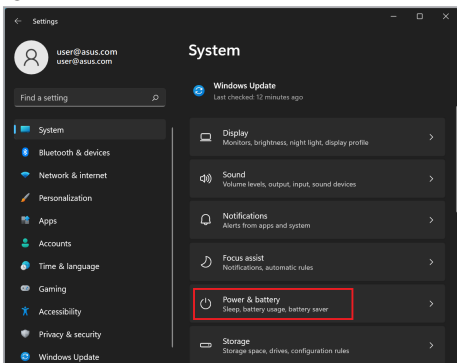 Settings
user@asus.com
user@asus.com
Find a setting
System
Bluetooth & devices
Network & internet
Personalization
Apps
Accounts
Time & language
Gaming
Accessibility
Privacy & security
Windows Update
System
Windows Update
Last checked: 12 minutes ago
Display
Monitors, brightness, night light, display profile
Sound
Volume levels, output, input, sound devices
Notifications
Alerts from apps and system
Focus assist
Notifications, automatic rules
Power & battery
Sleep, battery usage, battery saver
Storage
Storage space, drives, configuration rules